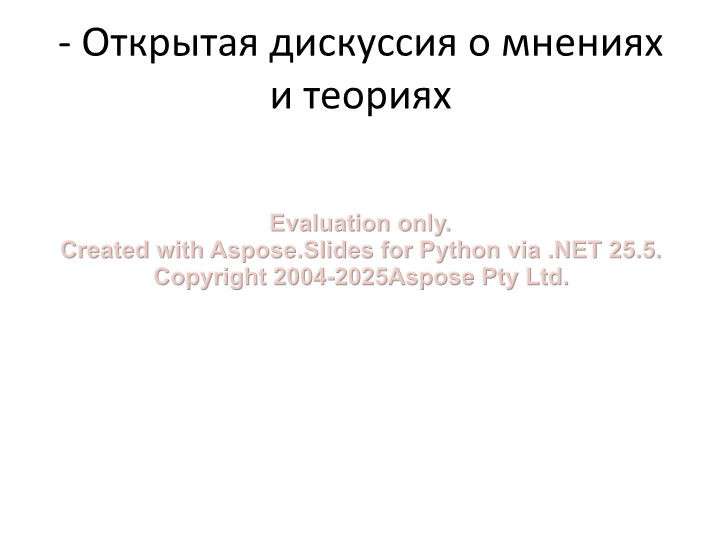 - Открытая дискуссия о мнениях
и теориях
Evaluation only.
Created with Aspose.Slides for Python via .NET 25.5.
Copyright 2004-2025Aspose Pty Ltd.